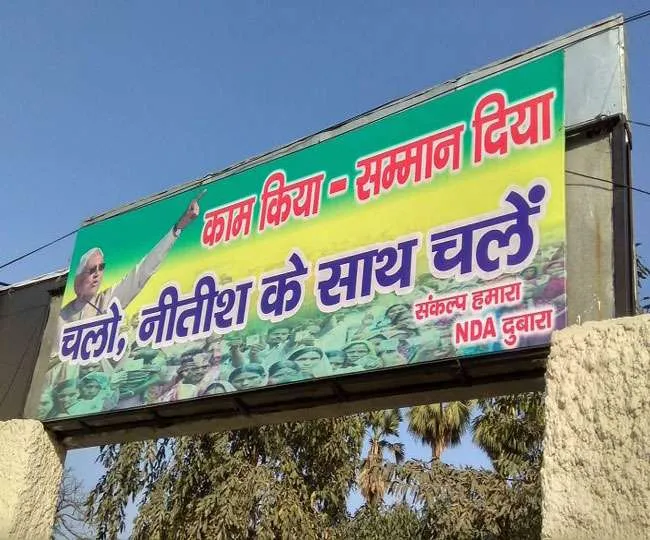 काम किया - सम्मान दिया
चलो, नीतीश के साथ चलें
संकल्प हमारा
NDA दुबारा